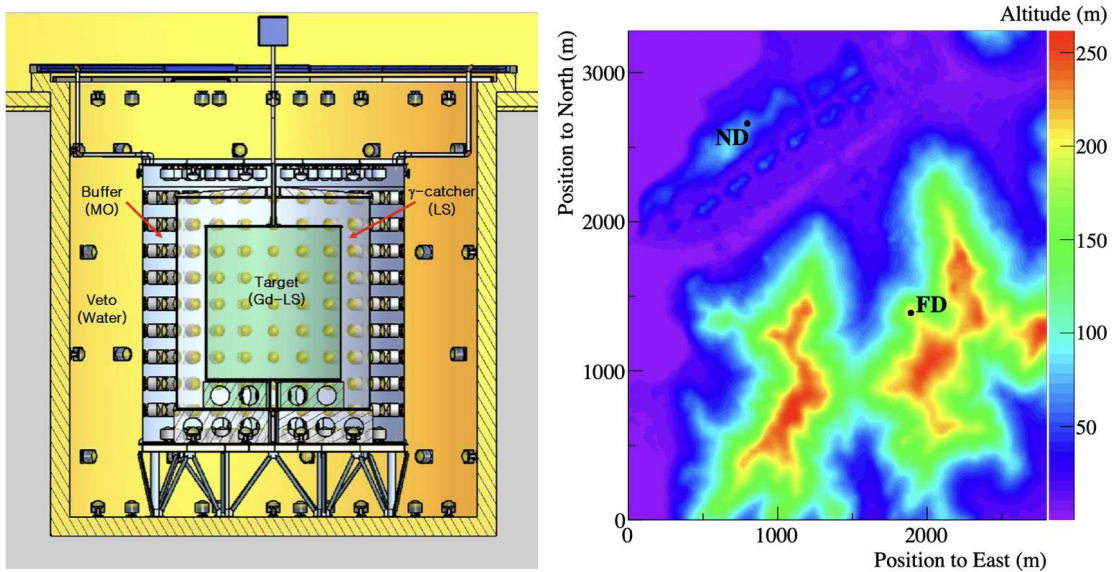 Buffer
(MO)
γ-catcher
(LS)
Target
(Gd-LS)
Veto
(Water)
Altitude (m)
Position to North (m)
3000
2000
1000
0
ND
FD
0
1000
2000
Position to East (m)
250
200
150
100
50